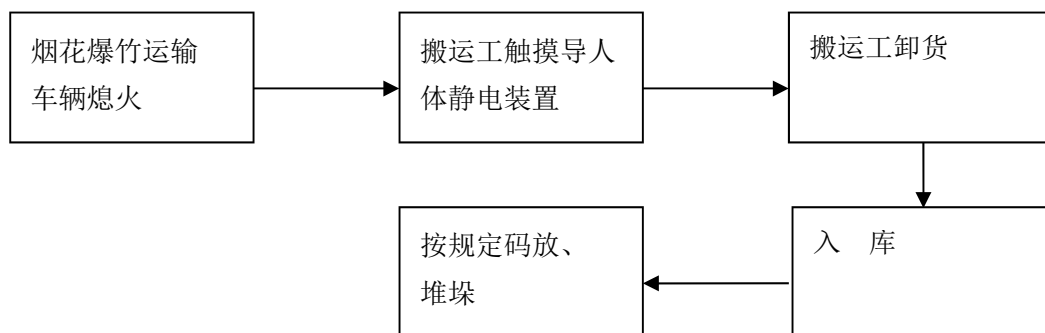 烟花爆竹运输
车辆熄火
搬运工触摸导人
体静电装置
搬运工卸货
入　库
按规定码放、
堆垛